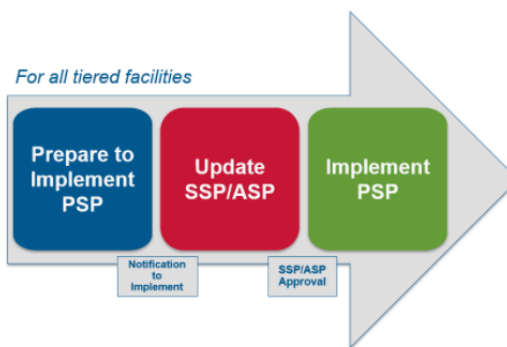 For all tiered facilities
Prepare to
Implement
PSP
Update
SSP/ASP
Implement
PSP
Notification
to
Implement
SSP/ASP
Approval